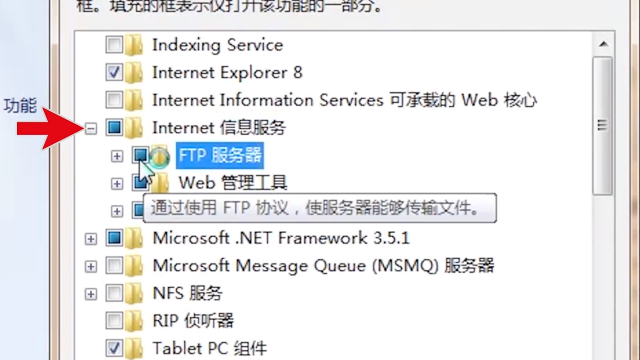 框。填充的框表示仅打开该功能的一部分。
Indexing Service
Internet Explorer 8
Internet Information Services 可承载的 Web 核心
功能
Internet 信息服务
FTP 服务器
Web 管理工具
通过使用 FTP 协议，使服务器能够传输文件。
Microsoft .NET Framework 3.5.1
Microsoft Message Queue (MSMQ) 服务器
NFS 服务
RIP 侦听器
Tablet PC 组件